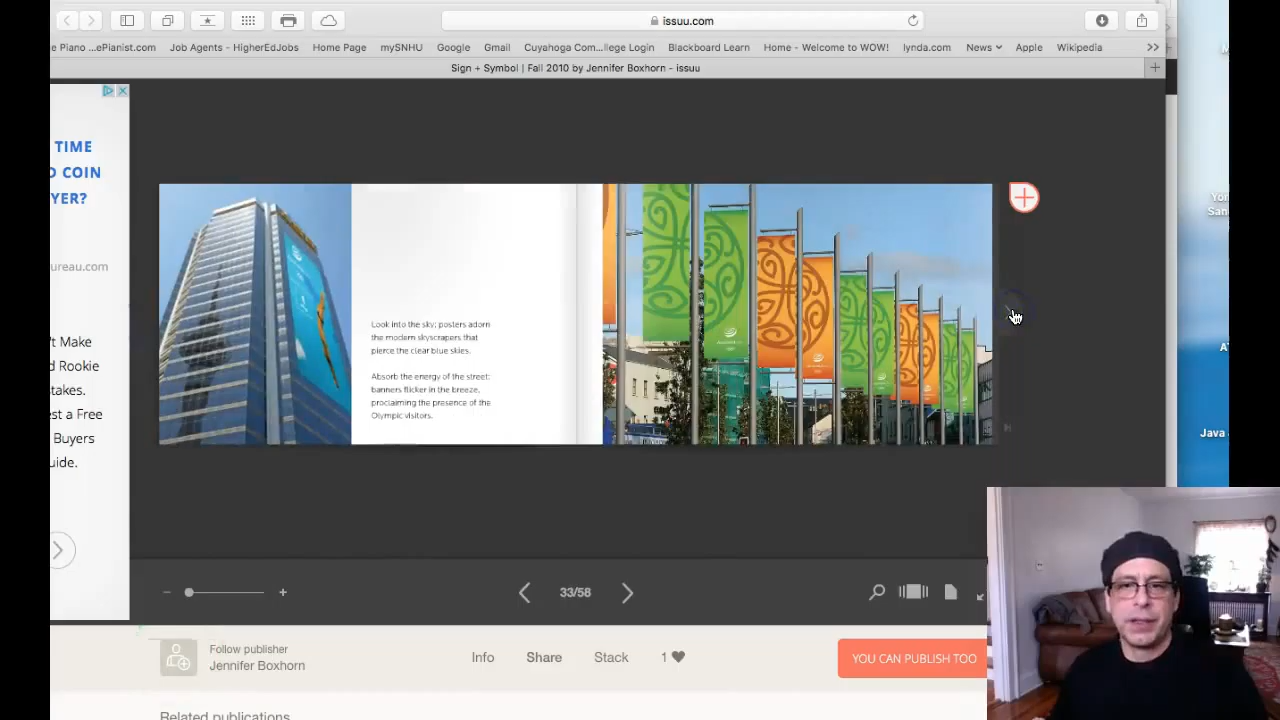 issuu.com
e Piano ...ePianist.com Job Agents - HigherEdJobs Home Page mySNHU Google Gmail Cuyahoga Com...llege Login Blackboard Learn Home - Welcome to WOW! lynda.com News Apple Wikipedia
Sign + Symbol | Fall 2010 by Jennifer Boxhorn - issuu
TIME
D COIN
YER?
ureau.com
't Make
d Rookie
takes.
est a Free
Buyers
uide.
Look into the sky; posters adorn
the modern skyscrapers that
pierce the clear blue skies.
Absorb the energy of the street:
banners flicker in the breeze,
proclaiming the presence of the
Olympic visitors.
33/58
Follow publisher
Jennifer Boxhorn
Info Share Stack 1
YOU CAN PUBLISH TOO
Related publications
You
San
A
Java